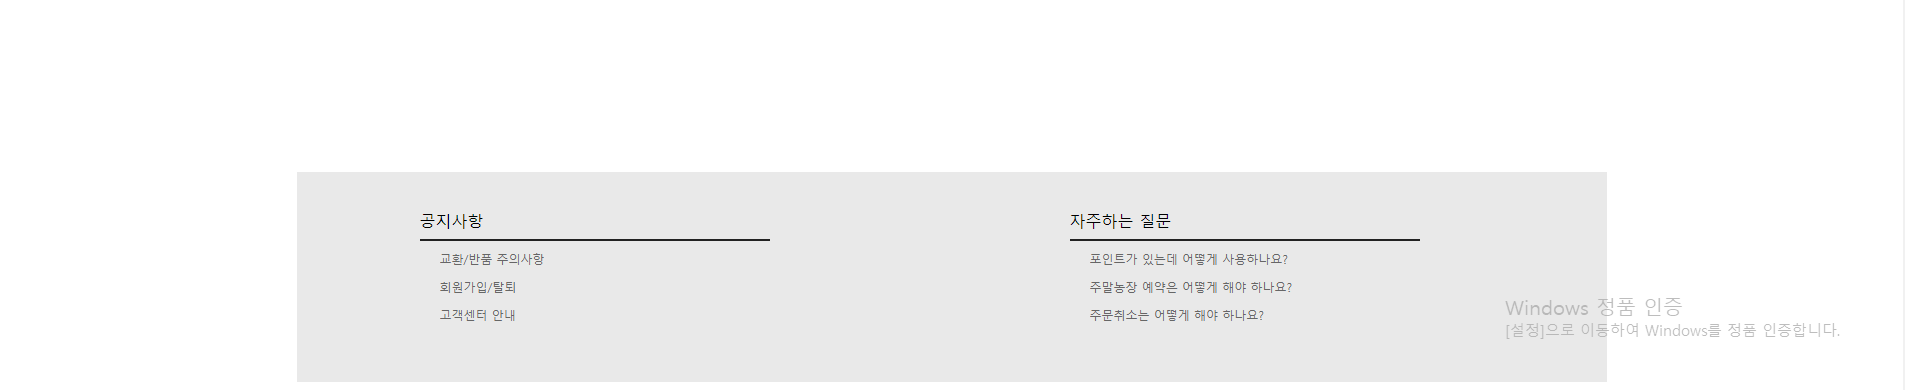 공지사항
교환/반품 주의사항
회원가입/탈퇴
고객센터 안내
자주하는 질문
포인트가 있는데 어떻게 사용하나요?
주말농장 예약은 어떻게 해야 하나요?
주문취소는 어떻게 해야 하나요?
Windows 정품 인증
[설정]으로 이동하여 Windows를 정품 인증합니다.